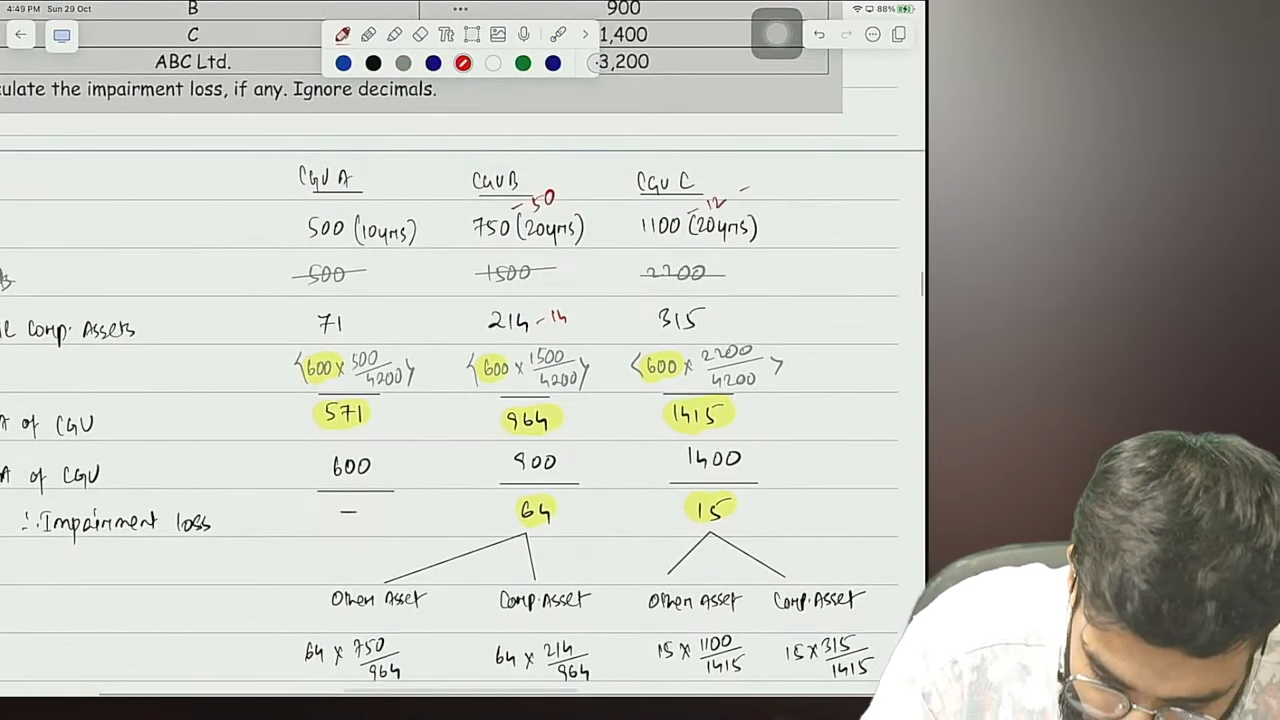 4:49 PM Sun 29 Oct
88%
B 900
C 1,400
ABC Ltd. 3,200
culate the impairment loss, if any. Ignore decimals.
CGU A CGU B CGU C
- 50 - 12 -
500 (10yrs) 750 (20yrs) 1100 (20yrs)
500 1500 2200
Comp. Assets 71 214 - 14 315
(600 x 500/4200) (600 x 1500/4200) (600 x 2200/4200)
A of CGU 571 964 1415
A of CGU 600 900 1400
∴ Impairment loss — 64 15
Other Asset Comp. Asset Other Asset Comp. Asset
64 x 750/964 64 x 214/964 15 x 1100/1415 15 x 315/1415